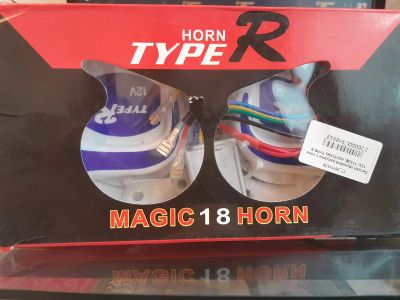 HORN
TYPE R
TYPE R
12V
MAGIC 18 HORN